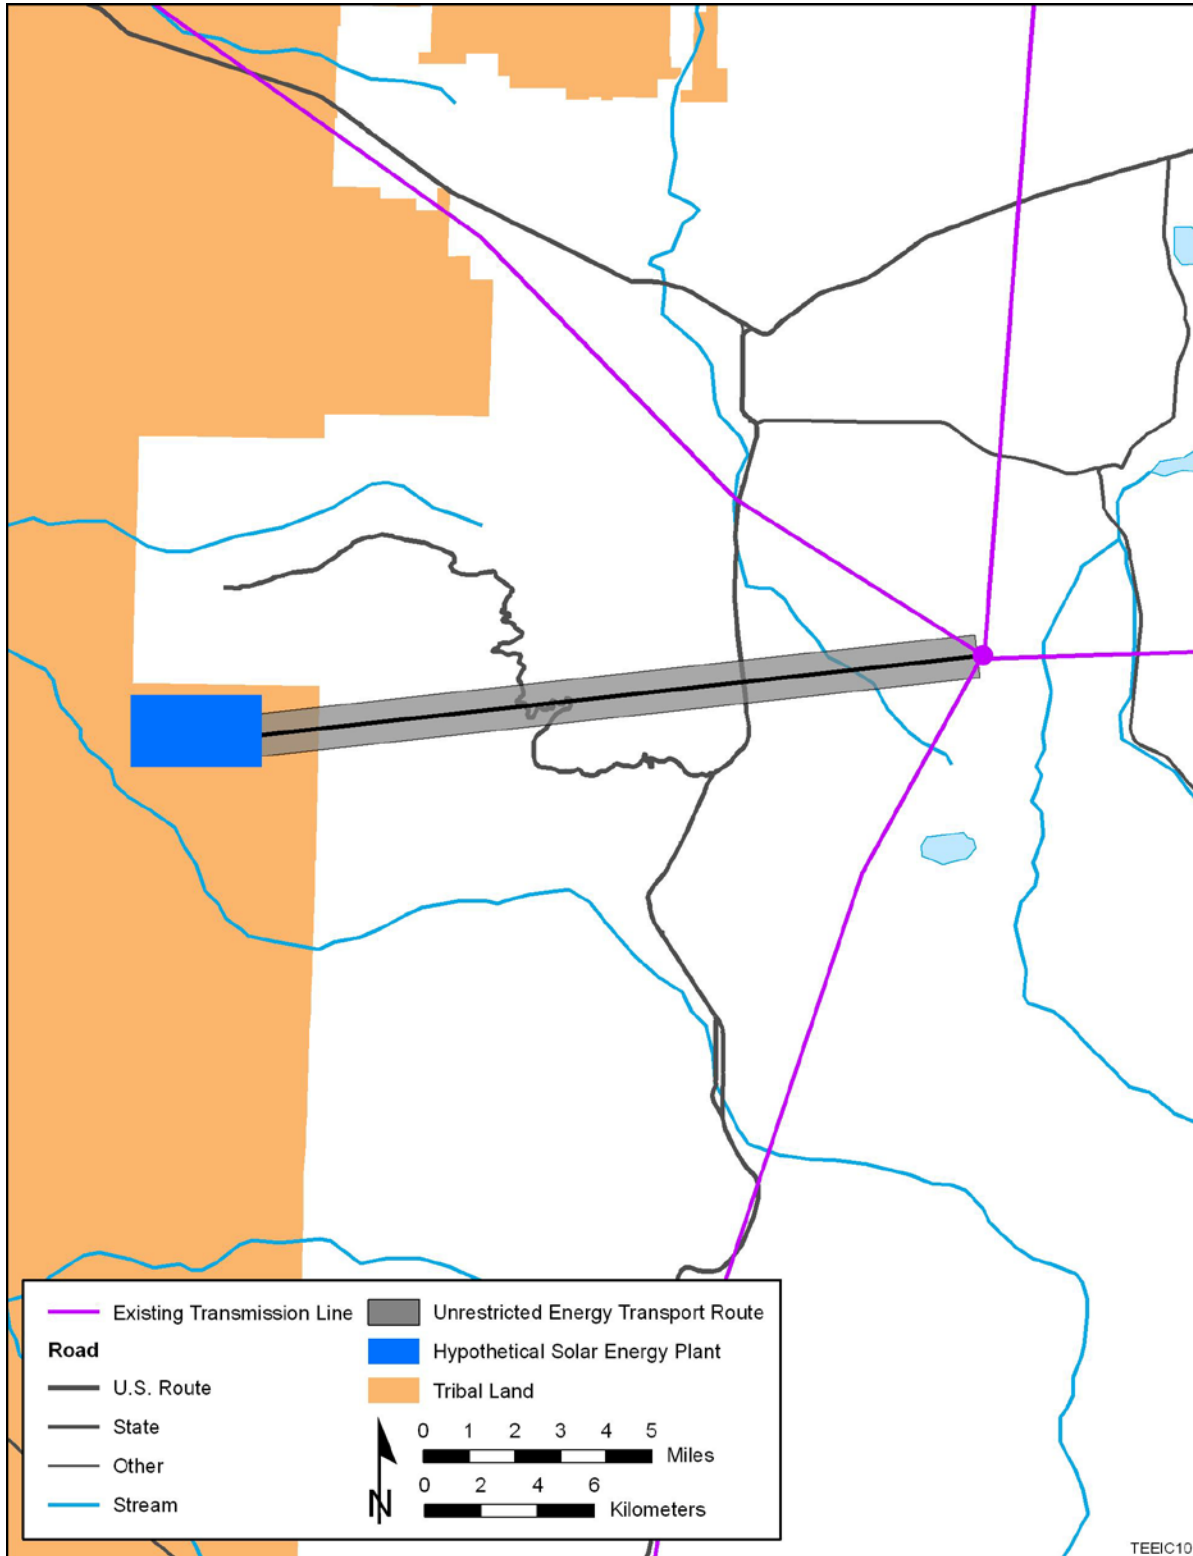 Existing Transmission Line
Road
U.S. Route
State
Other
Stream
Unrestricted Energy Transport Route
Hypothetical Solar Energy Plant
Tribal Land
N
0 1 2 3 4 5
Miles
0 2 4 6
Kilometers
TEEIC10